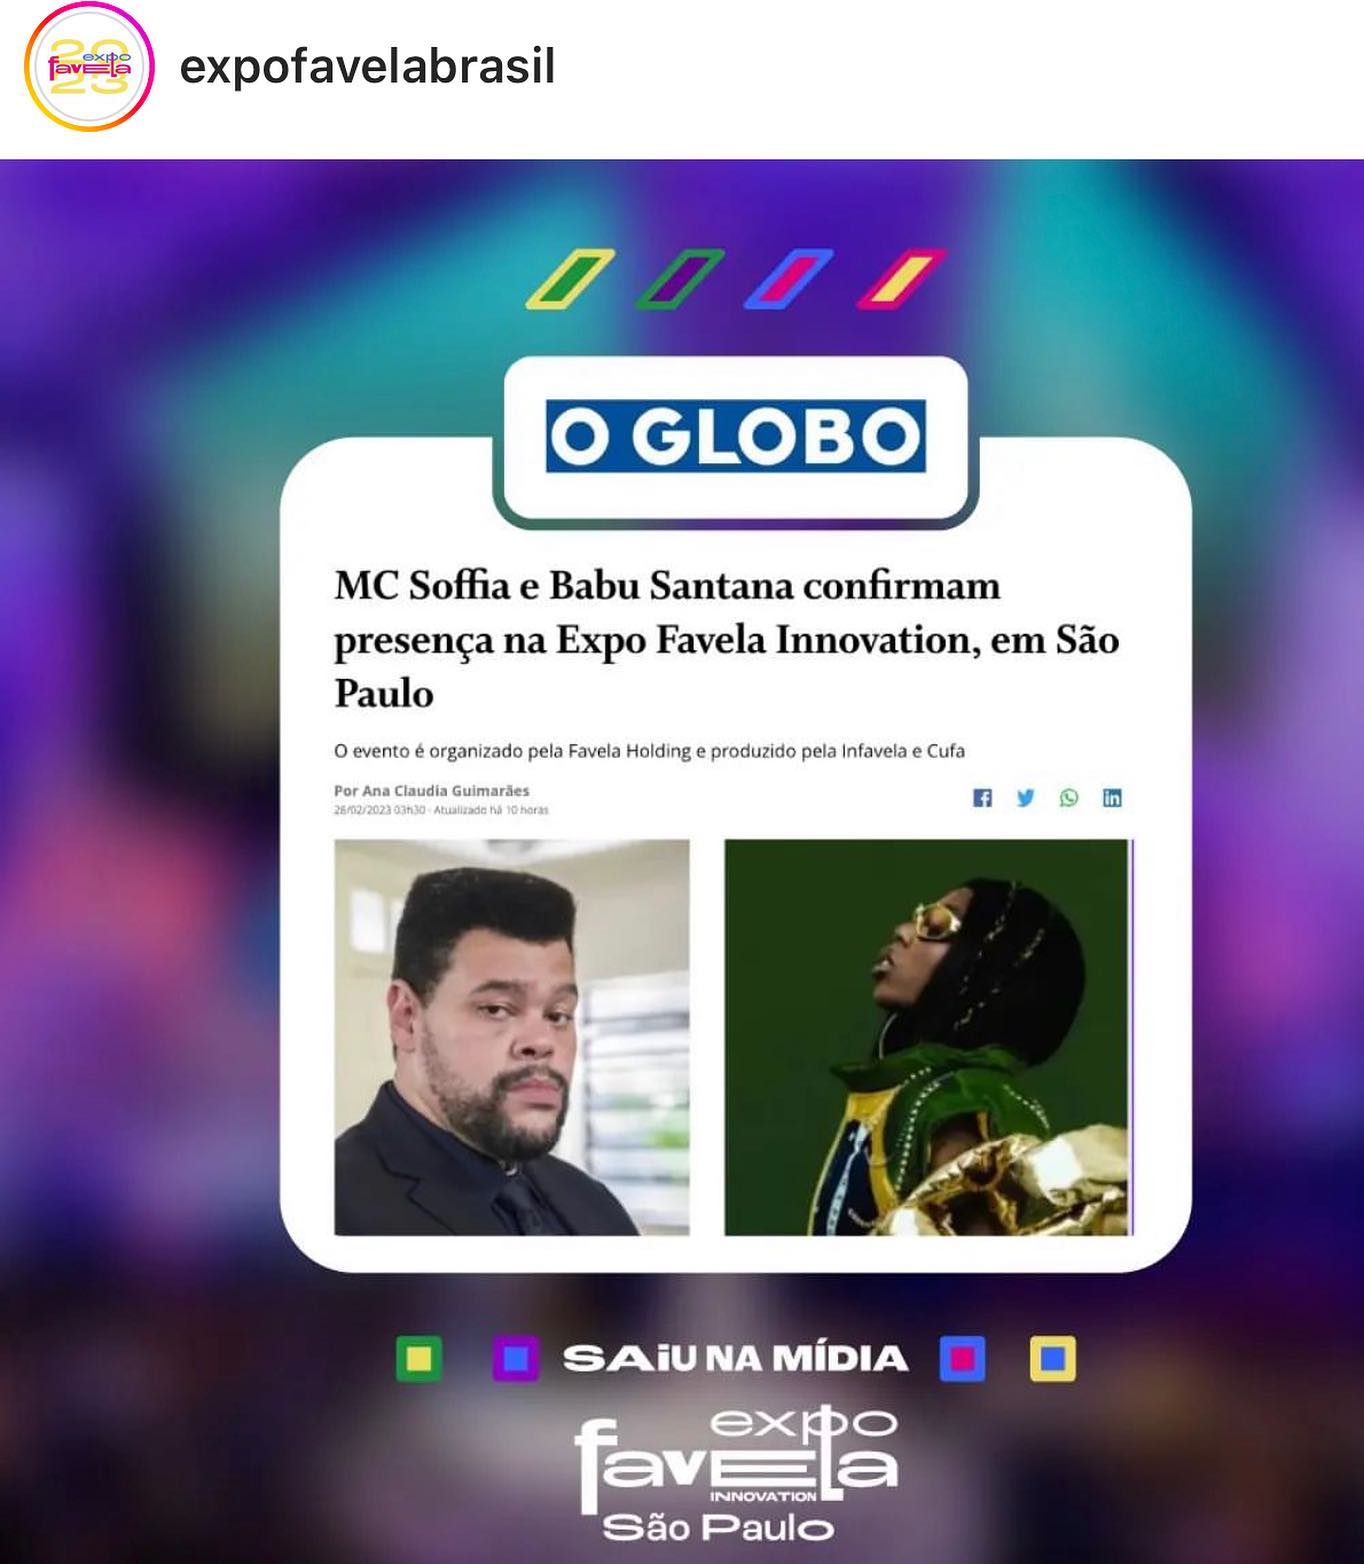 2023
expo
favela
expofavelabrasil
O GLOBO
MC Soffia e Babu Santana confirmam
presença na Expo Favela Innovation, em São
Paulo
O evento é organizado pela Favela Holding e produzido pela Infavela e Cufa
Por Ana Claudia Guimarães
28/02/2023 03h30 · Atualizado há 10 horas
SAiU NA MÍDIA
expo
favela
INNOVATION
São Paulo